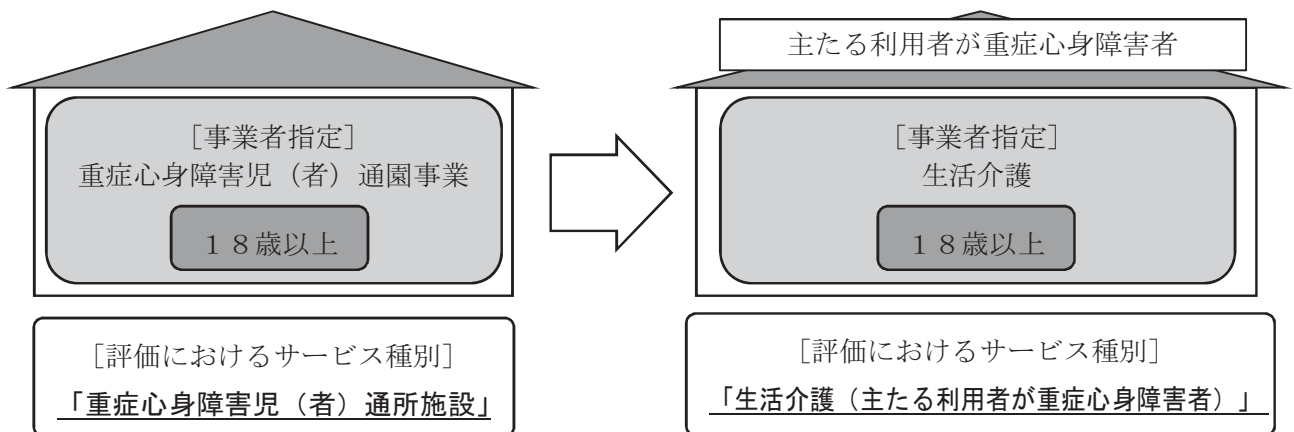 [事業者指定]
重症心身障害児（者）通園事業
１８歳以上
[評価におけるサービス種別]
「重症心身障害児（者）通所施設」
主たる利用者が重症心身障害者
[事業者指定]
生活介護
１８歳以上
[評価におけるサービス種別]
「生活介護（主たる利用者が重症心身障害者）」